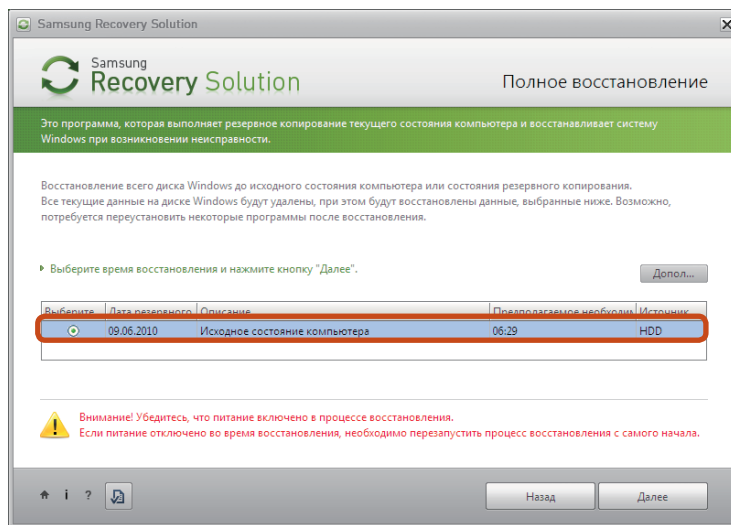 Samsung Recovery Solution
Samsung
Recovery Solution
Полное восстановление
Это программа, которая выполняет резервное копирование текущего состояния компьютера и восстанавливает систему
Windows при возникновении неисправности.
Восстановление всего диска Windows до исходного состояния компьютера или состояния резервного копирования.
Все текущие данные на диске Windows будут удалены, при этом будут восстановлены данные, выбранные ниже. Возможно,
потребуется переустановить некоторые программы после восстановления.
Выберите время восстановления и нажмите кнопку "Далее".
Допол...
Выберите Дата резервного Описание Предполагаемое необходим Источник
09.06.2010 Исходное состояние компьютера 06:29 HDD
Внимание! Убедитесь, что питание включено в процессе восстановления.
Если питание отключено во время восстановления, необходимо перезапустить процесс восстановления с самого начала.
i ? Назад Далее